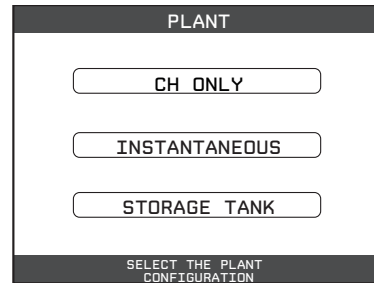 PLANT
CH ONLY
INSTANTANEOUS
STORAGE TANK
SELECT THE PLANT
CONFIGURATION